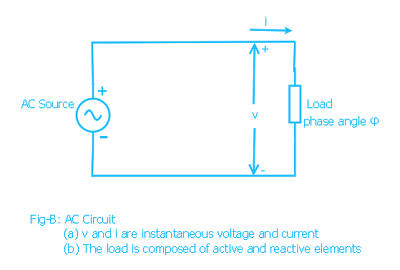 i
+
+
AC Source
v
Load
phase angle φ
-
-
Fig-B: AC Circuit
(a) v and i are instantaneous voltage and current
(b) The load is composed of active and reactive elements